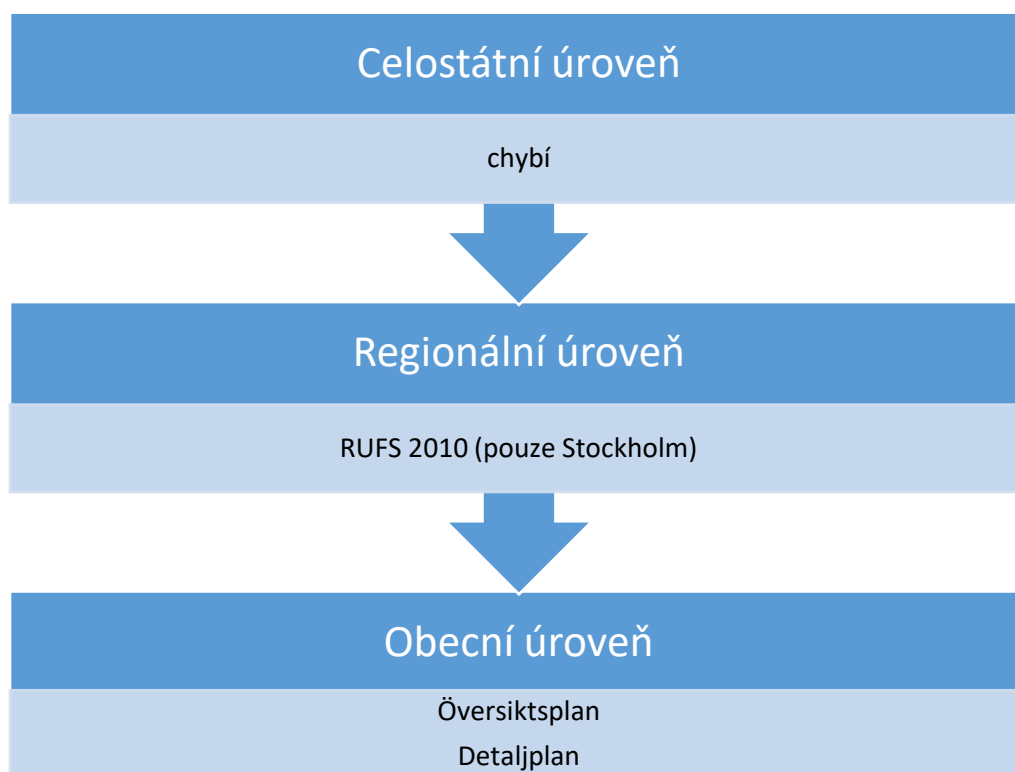 Celostátní úroveň
chybí
Regionální úroveň
RUFS 2010 (pouze Stockholm)
Obecní úroveň
Översiktsplan
Detaljplan